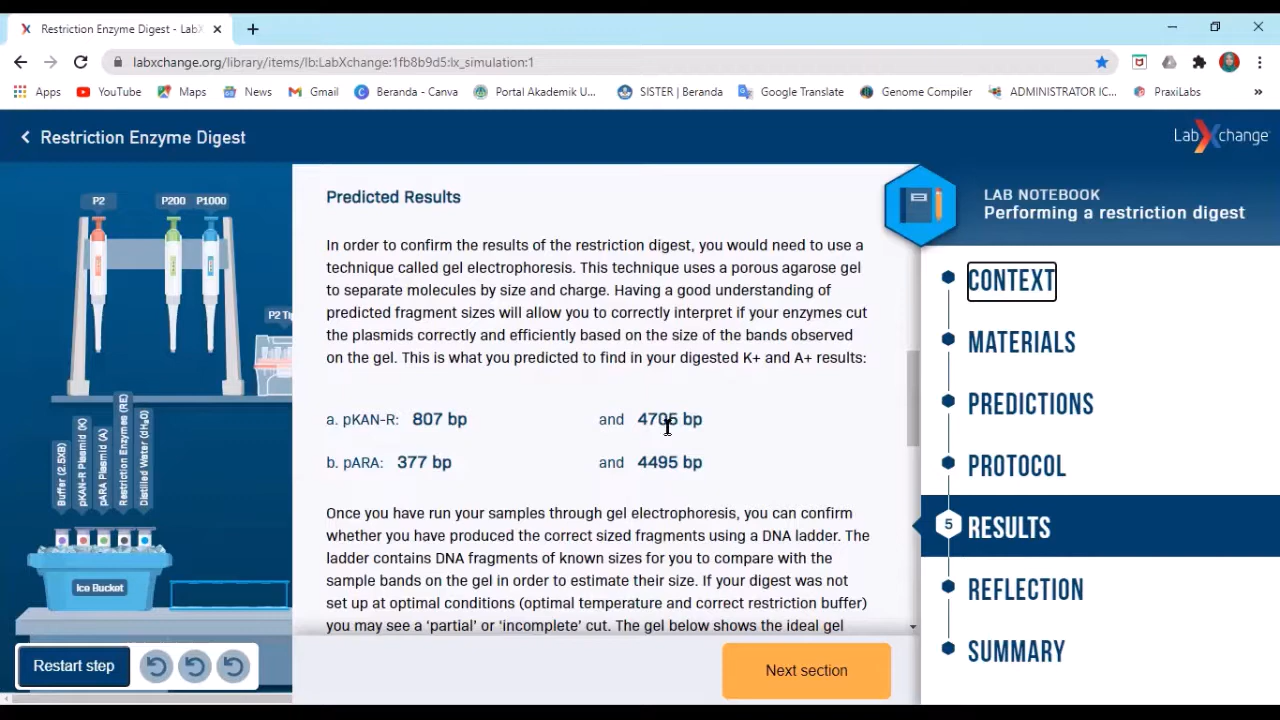 Restriction Enzyme Digest - LabX
labxchange.org/library/items/lb:LabXchange:1fb8b9d5:lx_simulation:1
Apps YouTube Maps News Gmail Beranda - Canva Portal Akademik U... SISTER | Beranda Google Translate Genome Compiler ADMINISTRATOR IC... PraxiLabs »
Restriction Enzyme Digest
LabXchange
P2 P200 P1000
P2 Tip
Buffer (2.5XB)
pKAN-R Plasmid (K)
pARA Plasmid (A)
Restriction Enzymes (RE)
Distilled Water (dH₂O)
Ice Bucket
Restart step
Predicted Results
In order to confirm the results of the restriction digest, you would need to use a
technique called gel electrophoresis. This technique uses a porous agarose gel
to separate molecules by size and charge. Having a good understanding of
predicted fragment sizes will allow you to correctly interpret if your enzymes cut
the plasmids correctly and efficiently based on the size of the bands observed
on the gel. This is what you predicted to find in your digested K+ and A+ results:
a. pKAN-R: 807 bp and 4705 bp
b. pARA: 377 bp and 4495 bp
Once you have run your samples through gel electrophoresis, you can confirm
whether you have produced the correct sized fragments using a DNA ladder. The
ladder contains DNA fragments of known sizes for you to compare with the
sample bands on the gel in order to estimate their size. If your digest was not
set up at optimal conditions (optimal temperature and correct restriction buffer)
you may see a ‘partial’ or ‘incomplete’ cut. The gel below shows the ideal gel
Next section
LAB NOTEBOOK
Performing a restriction digest
CONTEXT
MATERIALS
PREDICTIONS
PROTOCOL
5 RESULTS
REFLECTION
SUMMARY